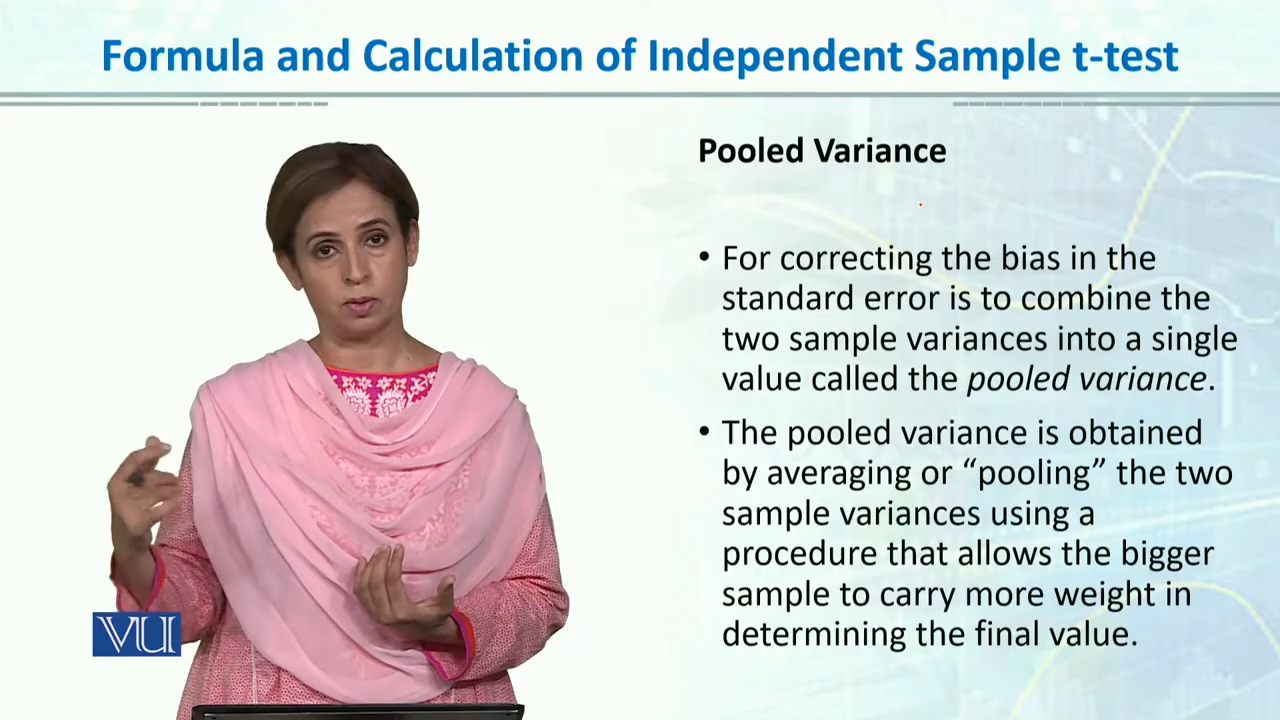 Formula and Calculation of Independent Sample t-test
Pooled Variance
• For correcting the bias in the
standard error is to combine the
two sample variances into a single
value called the pooled variance.
• The pooled variance is obtained
by averaging or “pooling” the two
sample variances using a
procedure that allows the bigger
sample to carry more weight in
determining the final value.
VU